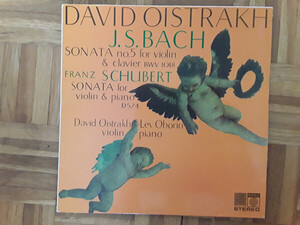 DAVID OISTRAKH
J.S.BACH
SONATA no.5 for violin
& clavier BWV 1018
FRANZ SCHUBERT
SONATA for
violin & piano
D574
David Oistrakh - Lev Oborin
violin piano
STEREO